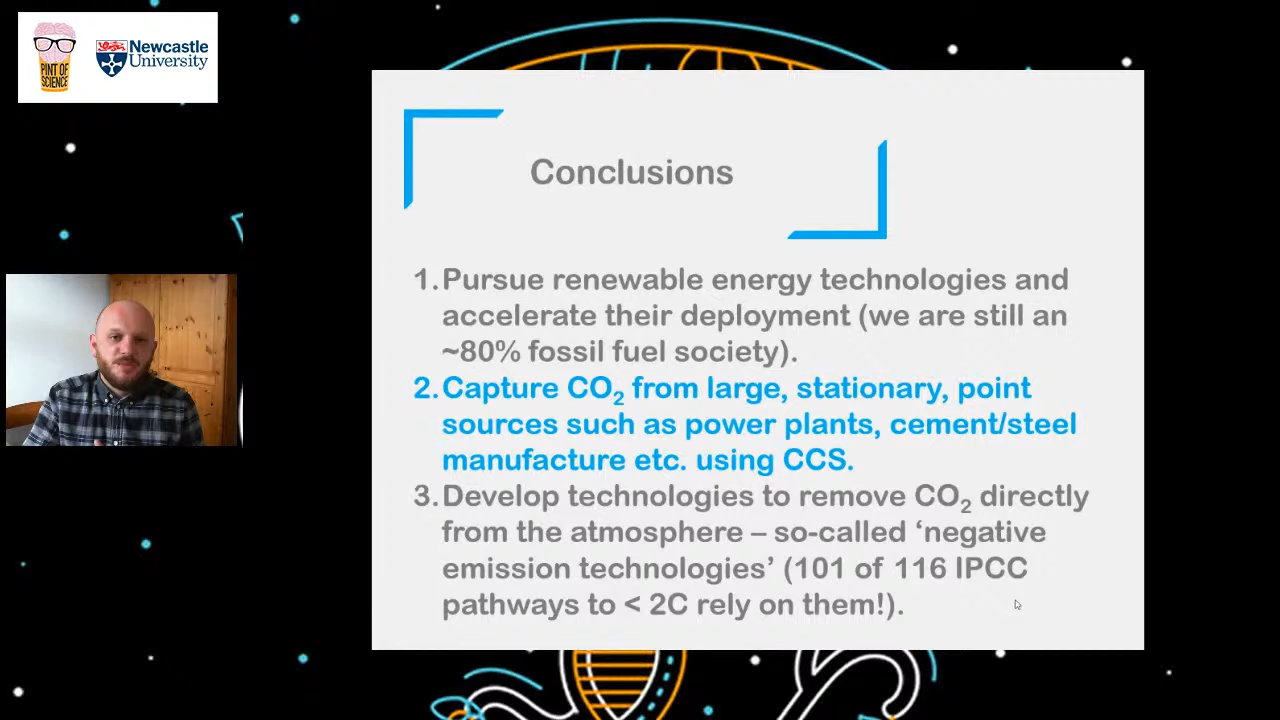 PINT OF
SCIENCE
Newcastle
University
Conclusions
1. Pursue renewable energy technologies and
accelerate their deployment (we are still an
~80% fossil fuel society).
2. Capture CO₂ from large, stationary, point
sources such as power plants, cement/steel
manufacture etc. using CCS.
3. Develop technologies to remove CO₂ directly
from the atmosphere – so-called ‘negative
emission technologies’ (101 of 116 IPCC
pathways to < 2C rely on them!).